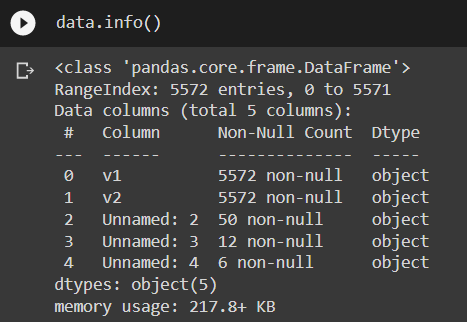 data.info()
<class 'pandas.core.frame.DataFrame'>
RangeIndex: 5572 entries, 0 to 5571
Data columns (total 5 columns):
 #   Column      Non-Null Count  Dtype
---  ------      --------------  -----
 0   v1          5572 non-null   object
 1   v2          5572 non-null   object
 2   Unnamed: 2  50 non-null     object
 3   Unnamed: 3  12 non-null     object
 4   Unnamed: 4  6 non-null      object
dtypes: object(5)
memory usage: 217.8+ KB